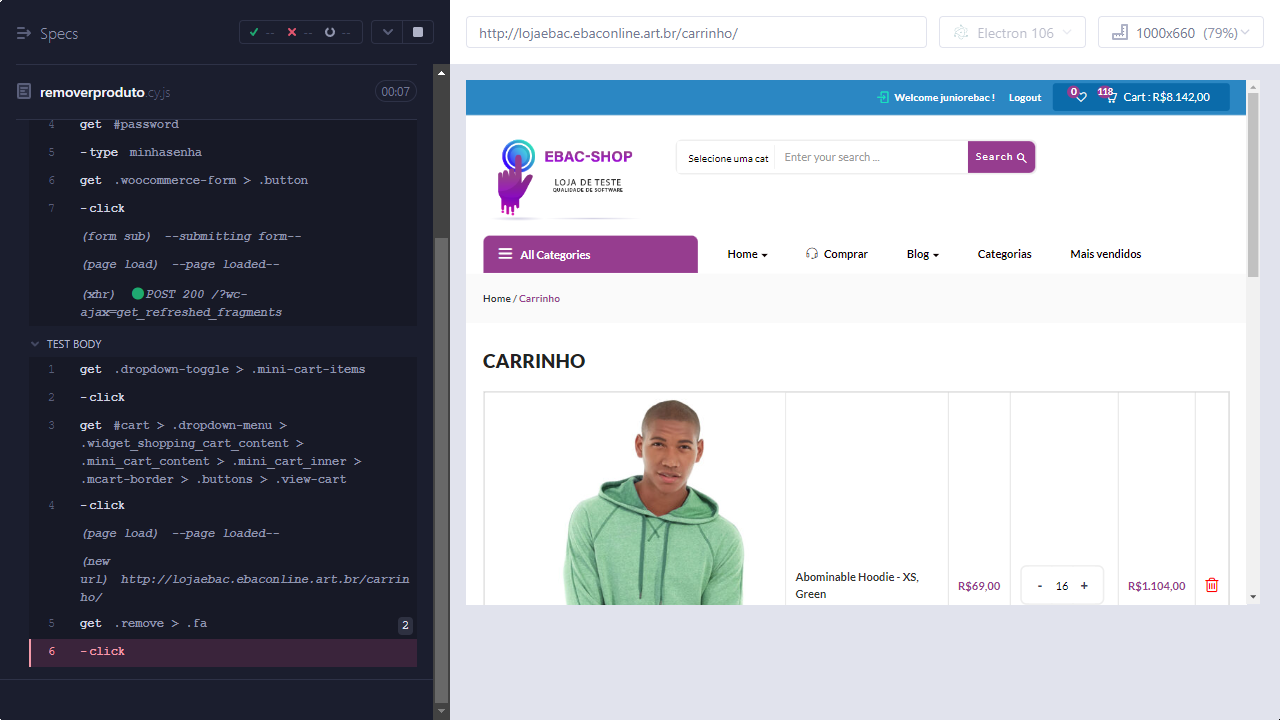 Specs
--
--
--
http://lojaebac.ebaconline.art.br/carrinho/
Electron 106
1000x660 (79%)
removerproduto.cy.js
00:07
4 get #password
5 -type minhasenha
6 get .woocommerce-form > .button
7 -click
(form sub) --submitting form--
(page load) --page loaded--
(xhr) POST 200 /?wc-
ajax=get_refreshed_fragments
TEST BODY
1 get .dropdown-toggle > .mini-cart-items
2 -click
3 get #cart > .dropdown-menu >
.widget_shopping_cart_content >
.mini_cart_content > .mini_cart_inner >
.mcart-border > .buttons > .view-cart
4 -click
(page load) --page loaded--
(new
url) http://lojaebac.ebaconline.art.br/carrin
ho/
5 get .remove > .fa 2
6 -click
Welcome juniorebac !
Logout
0
118
Cart : R$8.142,00
EBAC-SHOP
LOJA DE TESTE
QUALIDADE DE SOFTWARE
Selecione uma cat
Enter your search ...
Search
All Categories
Home
Comprar
Blog
Categorias
Mais vendidos
Home / Carrinho
CARRINHO
Abominable Hoodie - XS,
Green
R$69,00
- 16 +
R$1.104,00